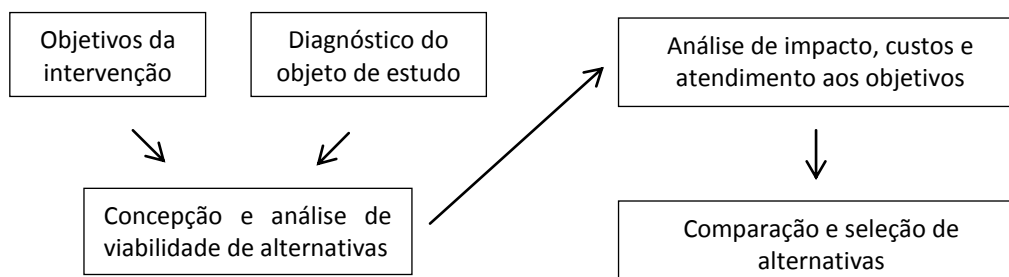 Objetivos da
intervenção
Diagnóstico do
objeto de estudo
Concepção e análise de
viabilidade de alternativas
Análise de impacto, custos e
atendimento aos objetivos
Comparação e seleção de
alternativas